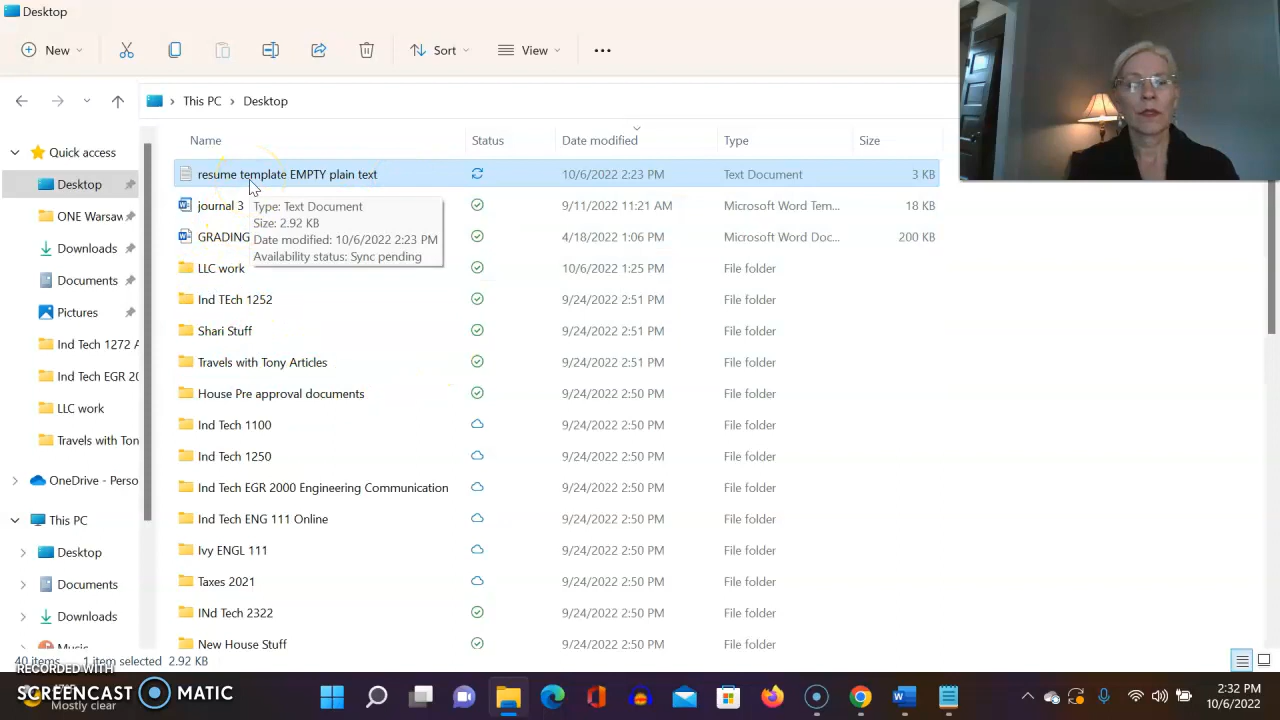 Desktop
New
Sort
View
This PC > Desktop
Name Status Date modified Type Size
Quick access
Desktop
ONE Warsaw
Downloads
Documents
Pictures
Ind Tech 1272 A
Ind Tech EGR 20
LLC work
Travels with Ton
OneDrive - Perso
This PC
Desktop
Documents
Downloads
Music
resume template EMPTY plain text 10/6/2022 2:23 PM Text Document 3 KB
journal 3 9/11/2022 11:21 AM Microsoft Word Tem... 18 KB
GRADING 4/18/2022 1:06 PM Microsoft Word Doc... 200 KB
LLC work 10/6/2022 1:25 PM File folder
Ind TEch 1252 9/24/2022 2:51 PM File folder
Shari Stuff 9/24/2022 2:51 PM File folder
Travels with Tony Articles 9/24/2022 2:51 PM File folder
House Pre approval documents 9/24/2022 2:50 PM File folder
Ind Tech 1100 9/24/2022 2:50 PM File folder
Ind Tech 1250 9/24/2022 2:50 PM File folder
Ind Tech EGR 2000 Engineering Communication 9/24/2022 2:50 PM File folder
Ind Tech ENG 111 Online 9/24/2022 2:50 PM File folder
Ivy ENGL 111 9/24/2022 2:50 PM File folder
Taxes 2021 9/24/2022 2:50 PM File folder
INd Tech 2322 9/24/2022 2:50 PM File folder
New House Stuff 9/24/2022 2:50 PM File folder
Type: Text Document
Size: 2.92 KB
Date modified: 10/6/2022 2:23 PM
Availability status: Sync pending
40 items 1 item selected 2.92 KB
RECORDED WITH
SCREENCAST MATIC
Mostly clear
2:32 PM
10/6/2022